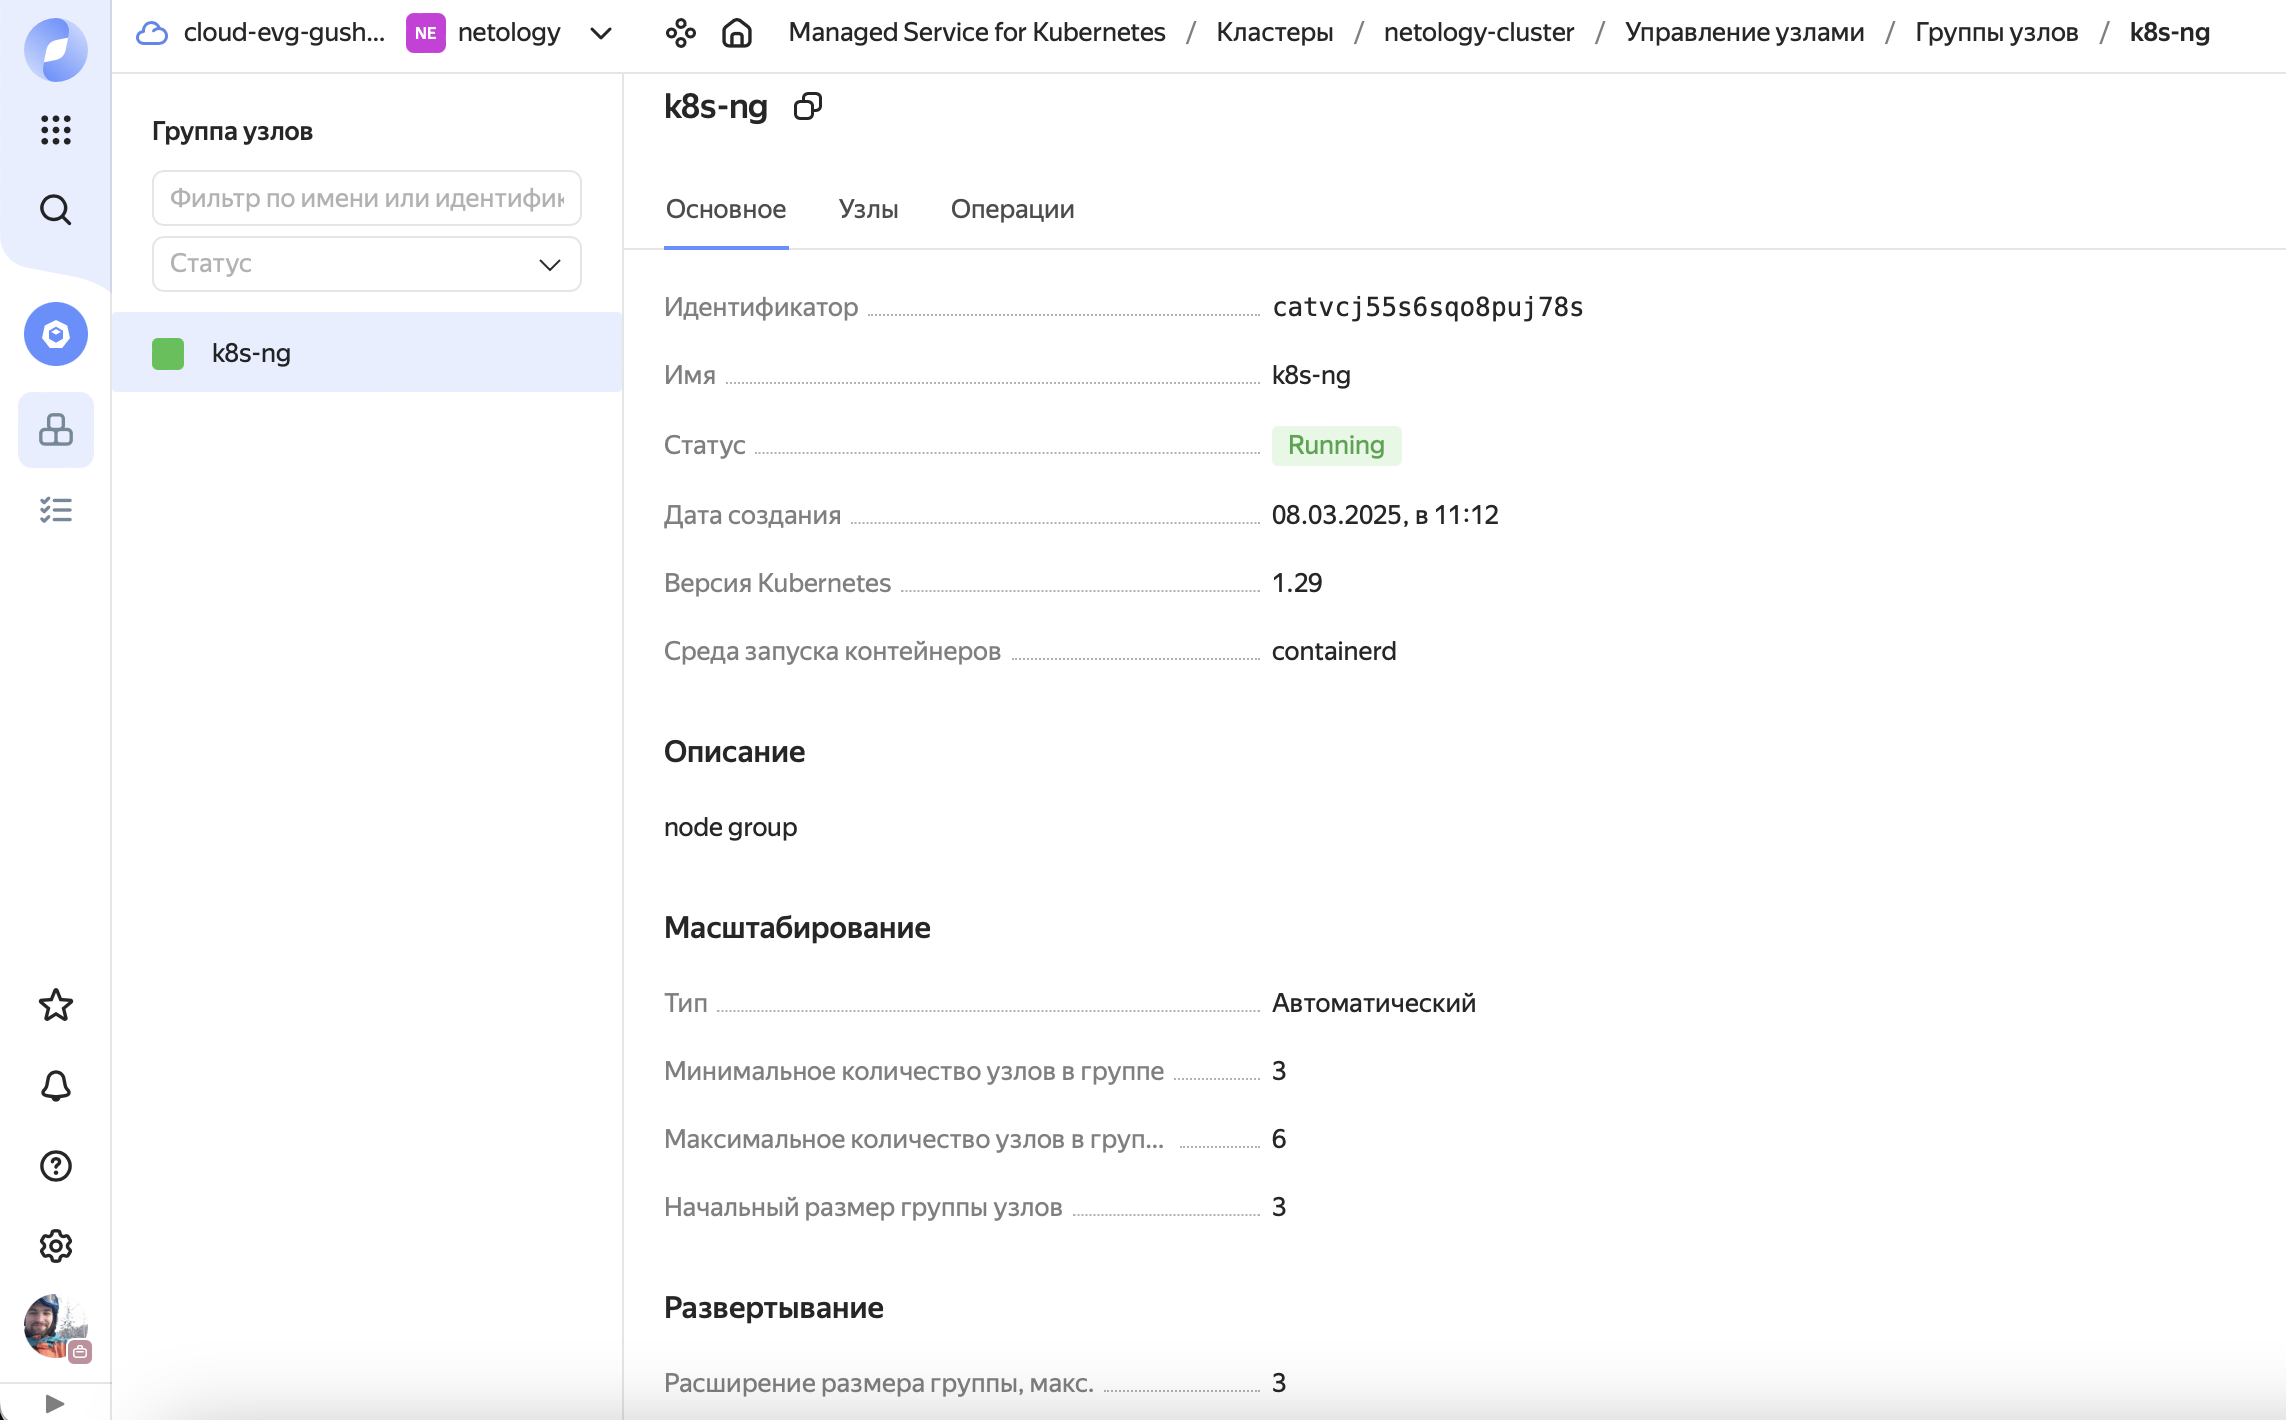 cloud-evg-gush... NE netology Managed Service for Kubernetes / Кластеры / netology-cluster / Управление узлами / Группы узлов / k8s-ng
Группа узлов
Фильтр по имени или идентифик
Статус
k8s-ng
k8s-ng
Основное Узлы Операции
Идентификатор catvcj55s6sqo8puj78s
Имя k8s-ng
Статус Running
Дата создания 08.03.2025, в 11:12
Версия Kubernetes 1.29
Среда запуска контейнеров containerd
Описание
node group
Масштабирование
Тип Автоматический
Минимальное количество узлов в группе 3
Максимальное количество узлов в груп... 6
Начальный размер группы узлов 3
Развертывание
Расширение размера группы, макс. 3